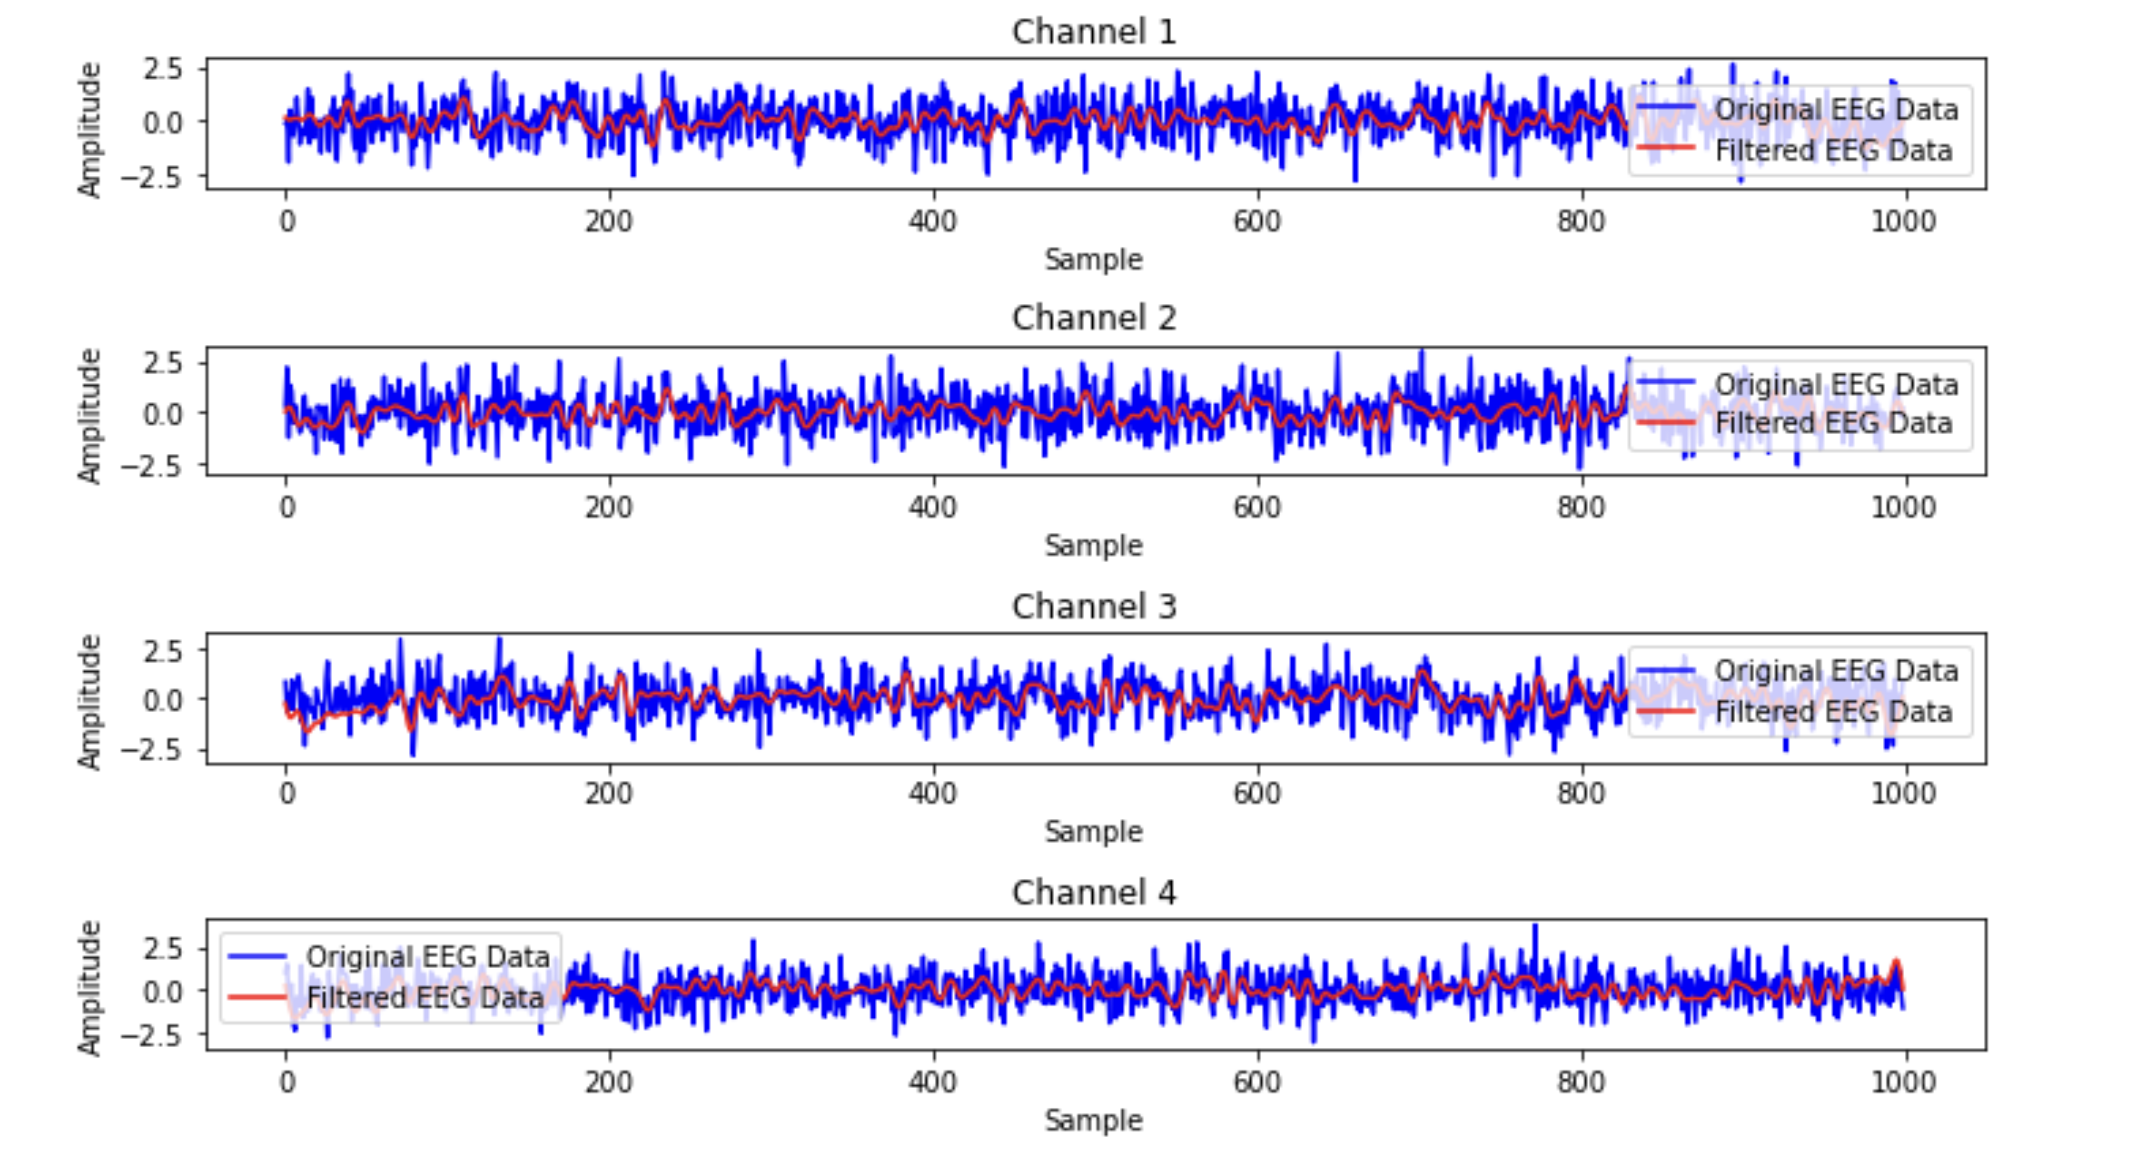 Channel 1
Amplitude
2.5
0.0
−2.5
Original EEG Data
Filtered EEG Data
0 200 400 600 800 1000
Sample
Channel 2
Amplitude
2.5
0.0
−2.5
Original EEG Data
Filtered EEG Data
0 200 400 600 800 1000
Sample
Channel 3
Amplitude
2.5
0.0
−2.5
Original EEG Data
Filtered EEG Data
0 200 400 600 800 1000
Sample
Channel 4
Amplitude
2.5
0.0
−2.5
Original EEG Data
Filtered EEG Data
0 200 400 600 800 1000
Sample